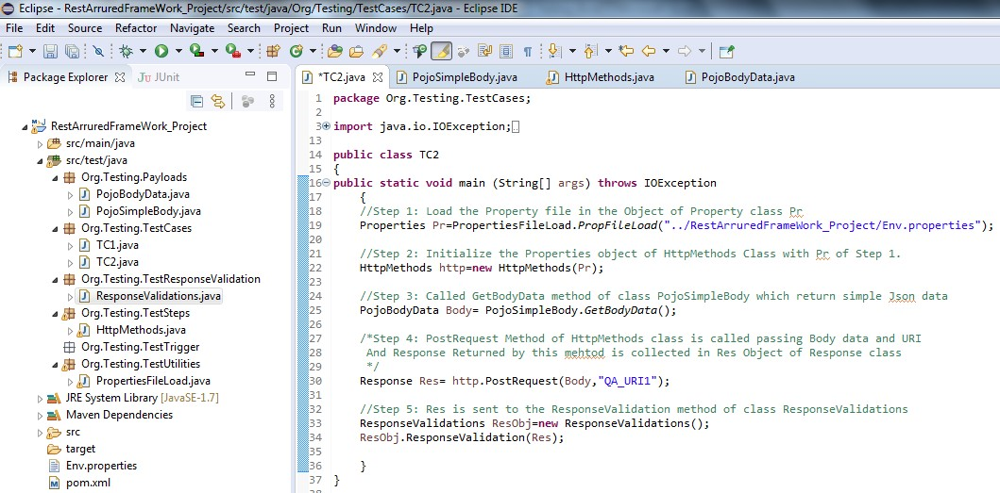 Eclipse - RestArruredFrameWork_Project/src/test/java/Org/Testing/TestCases/TC2.java - Eclipse IDE
File Edit Source Refactor Navigate Search Project Run Window Help
Package Explorer JUnit
*TC2.java PojoSimpleBody.java HttpMethods.java PojoBodyData.java
RestArruredFrameWork_Project
src/main/java
src/test/java
Org.Testing.Payloads
PojoBodyData.java
PojoSimpleBody.java
Org.Testing.TestCases
TC1.java
TC2.java
Org.Testing.TestResponseValidation
ResponseValidations.java
Org.Testing.TestSteps
HttpMethods.java
Org.Testing.TestTrigger
Org.Testing.TestUtilities
PropertiesFileLoad.java
JRE System Library [JavaSE-1.7]
Maven Dependencies
src
target
Env.properties
pom.xml
1 package Org.Testing.TestCases;
2
3 import java.io.IOException;
13
14 public class TC2
15 {
16 public static void main (String[] args) throws IOException
17 {
18 //Step 1: Load the Property file in the Object of Property class Pr
19 Properties Pr=PropertiesFileLoad.PropFileLoad("../RestArruredFrameWork_Project/Env.properties");
20
21 //Step 2: Initialize the Properties object of HttpMethods Class with Pr of Step 1.
22 HttpMethods http=new HttpMethods(Pr);
23
24 //Step 3: Called GetBodyData method of class PojoSimpleBody which return simple Json data
25 PojoBodyData Body= PojoSimpleBody.GetBodyData();
26
27 /*Step 4: PostRequest Method of HttpMethods class is called passing Body data and URI
28 And Response Returned by this mehtod is collected in Res Object of Response class
29 */
30 Response Res= http.PostRequest(Body,"QA_URI1");
31
32 //Step 5: Res is sent to the ResponseValidation method of class ResponseValidations
33 ResponseValidations ResObj=new ResponseValidations();
34 ResObj.ResponseValidation(Res);
35
36 }
37 }
38